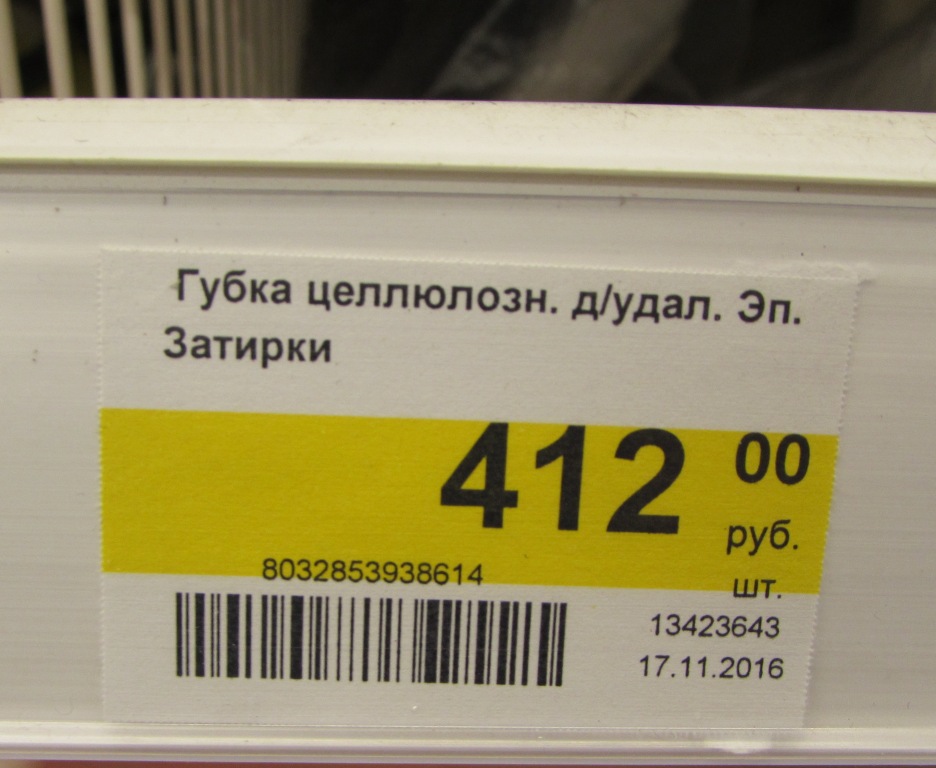 Губка целлюлозн. д/удал. Эп.
Затирки
412 00
руб.
8032853938614
шт.
13423643
17.11.2016